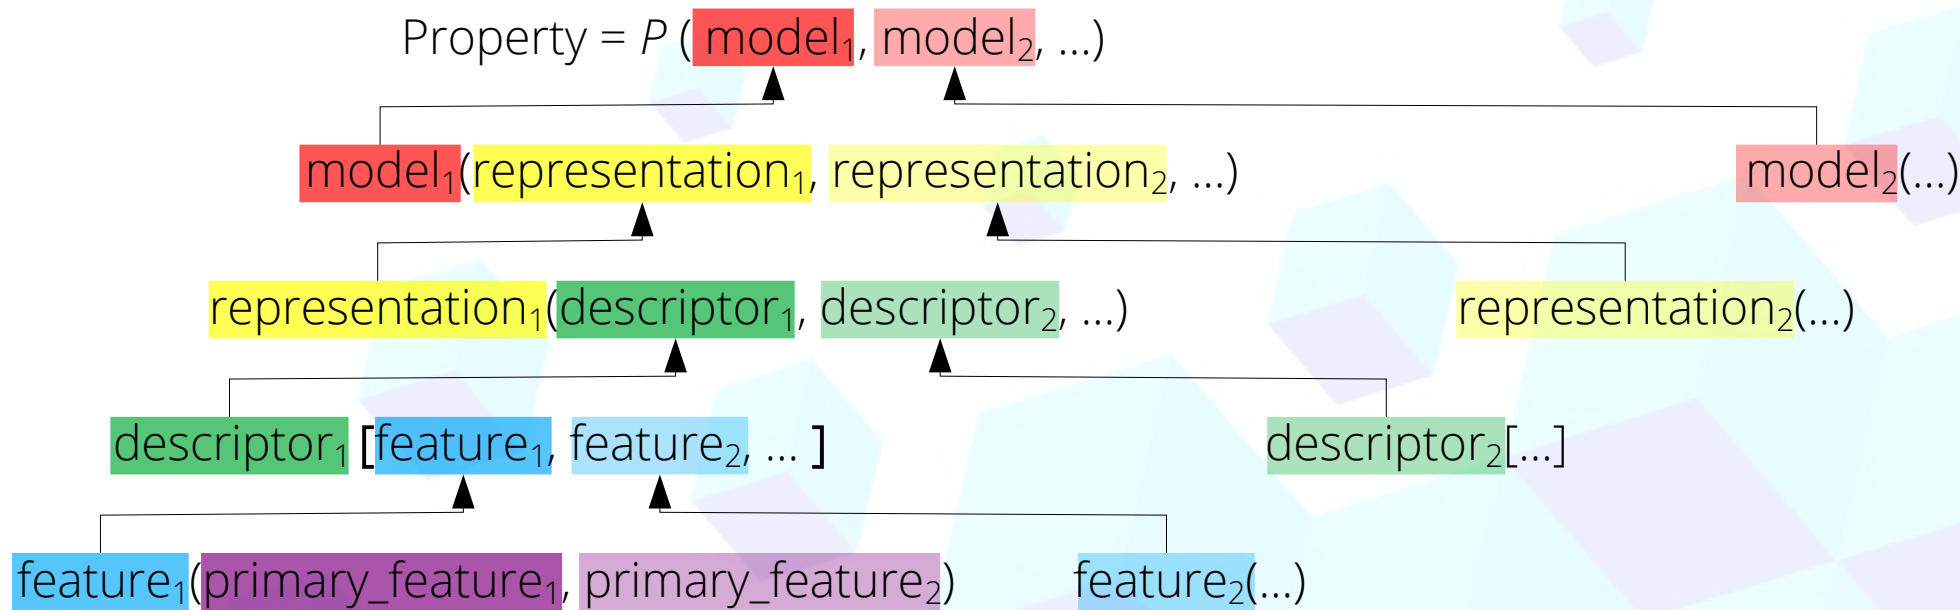 Property = P ( model₁, model₂, ...)
model₁(representation₁, representation₂, ...) model₂(...)
representation₁(descriptor₁, descriptor₂, ...) representation₂(...)
descriptor₁ [feature₁, feature₂, ... ] descriptor₂[...]
feature₁(primary_feature₁, primary_feature₂) feature₂(...)